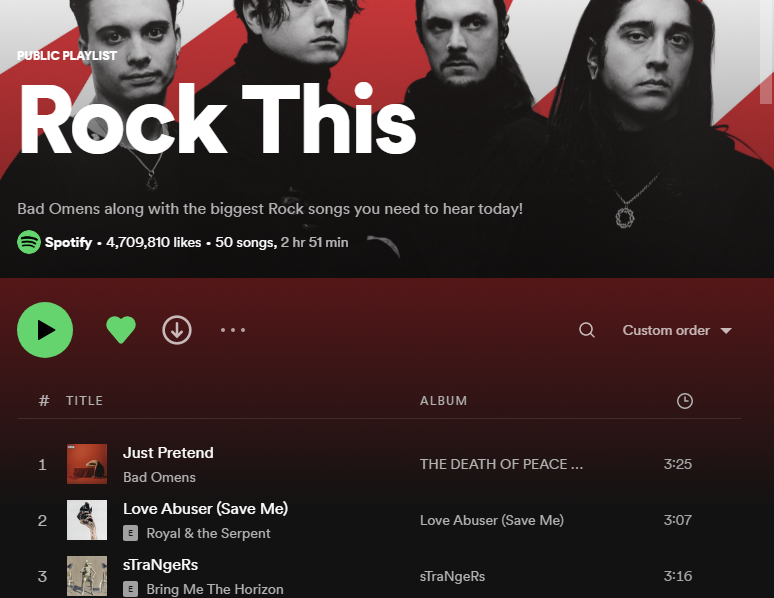 PUBLIC PLAYLIST
Rock This
Bad Omens along with the biggest Rock songs you need to hear today!
Spotify • 4,709,810 likes • 50 songs, 2 hr 51 min
Custom order
# TITLE ALBUM
1 Just Pretend THE DEATH OF PEACE ... 3:25
Bad Omens
2 Love Abuser (Save Me) Love Abuser (Save Me) 3:07
E Royal & the Serpent
3 sTraNgeRs sTraNgeRs 3:16
E Bring Me The Horizon